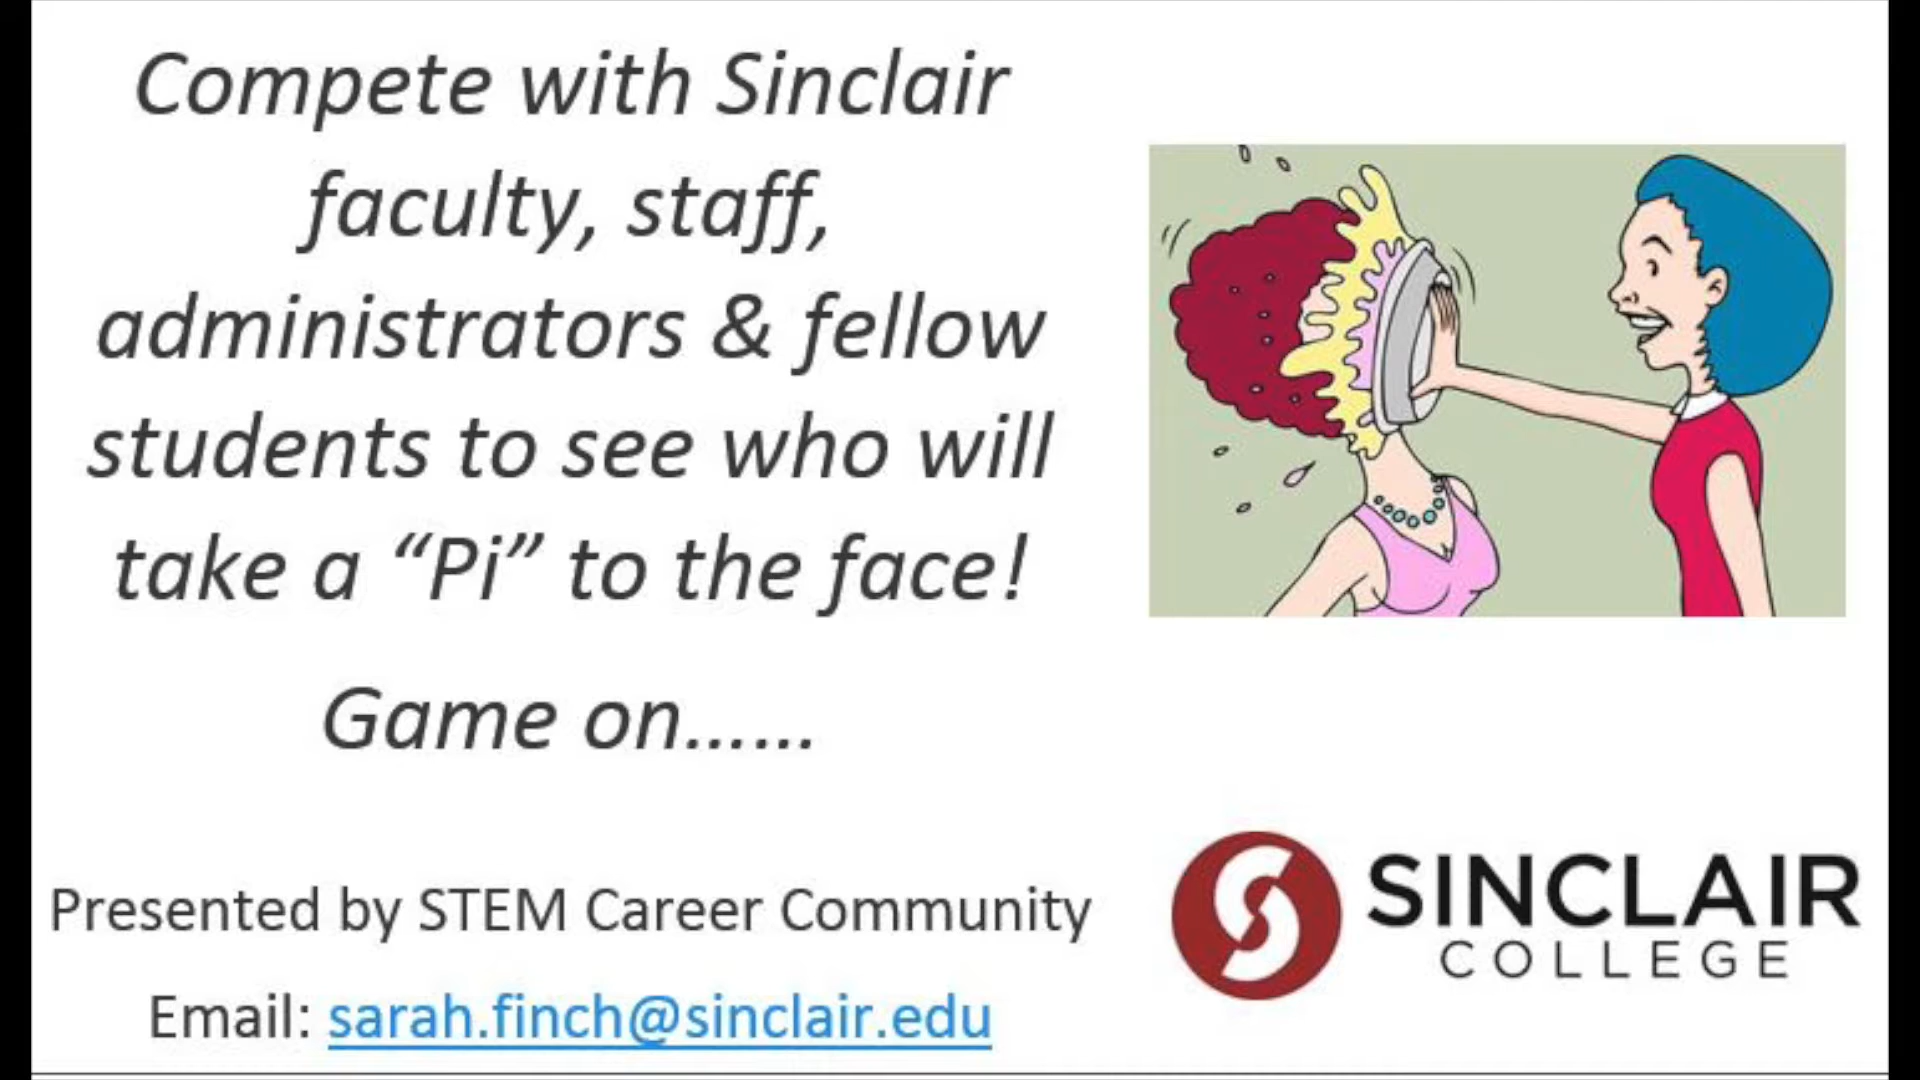 Compete with Sinclair
faculty, staff,
administrators & fellow
students to see who will
take a “Pi” to the face!
Game on......
Presented by STEM Career Community
Email: sarah.finch@sinclair.edu
SINCLAIR
COLLEGE